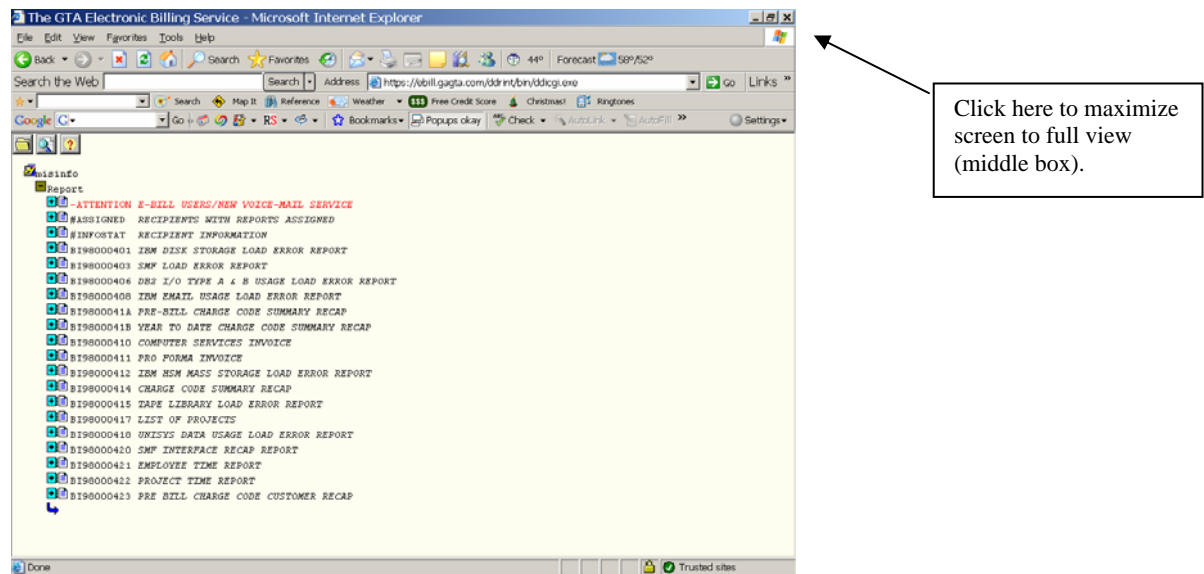 The GTA Electronic Billing Service - Microsoft Internet Explorer
File Edit View Favorites Tools Help
Back Search Favorites 44° Forecast 58°/52°
Search the Web Search Address https://ebill.gagta.com/ddrint/bin/ddicgi.exe Go Links »
Search Map It Reference Weather $$$ Free Credit Score Christmas! Ringtones
Google G Go RS Bookmarks Popups okay Check AutoLink AutoFill » Settings
misinfo
Report
-ATTENTION E-BILL USERS/NEW VOICE-MAIL SERVICE
#ASSIGNED RECIPIENTS WITH REPORTS ASSIGNED
#INFOSTAT RECIPIENT INFORMATION
BI98000401 IBM DISK STORAGE LOAD ERROR REPORT
BI98000403 SMF LOAD ERROR REPORT
BI98000406 DB2 I/O TYPE A & B USAGE LOAD ERROR REPORT
BI98000408 IBM EMAIL USAGE LOAD ERROR REPORT
BI9800041A PRE-BILL CHARGE CODE SUMMARY RECAP
BI9800041B YEAR TO DATE CHARGE CODE SUMMARY RECAP
BI98000410 COMPUTER SERVICES INVOICE
BI98000411 PRO FORMA INVOICE
BI98000412 IBM HSM MASS STORAGE LOAD ERROR REPORT
BI98000414 CHARGE CODE SUMMARY RECAP
BI98000415 TAPE LIBRARY LOAD ERROR REPORT
BI98000417 LIST OF PROJECTS
BI98000418 UNISYS DATA USAGE LOAD ERROR REPORT
BI98000420 SMF INTERFACE RECAP REPORT
BI98000421 EMPLOYEE TIME REPORT
BI98000422 PROJECT TIME REPORT
BI98000423 PRE BILL CHARGE CODE CUSTOMER RECAP
Done Trusted sites
Click here to maximize
screen to full view
(middle box).